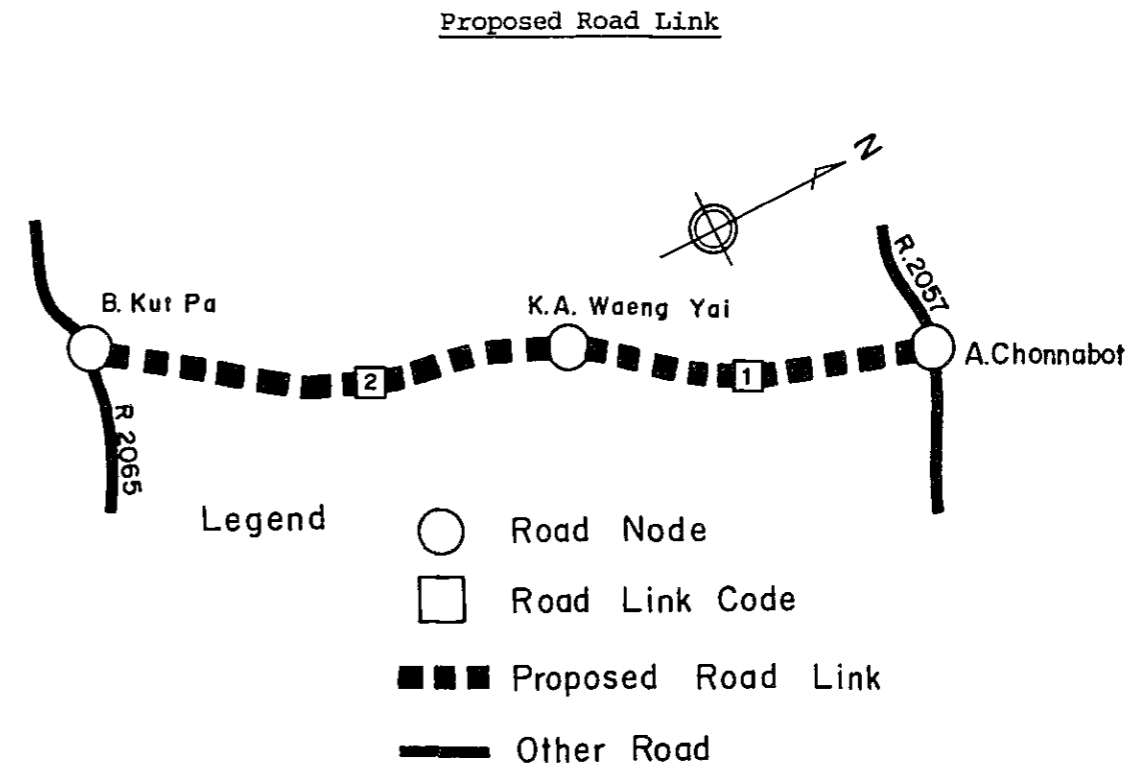 Proposed Road Link
N
R.2057
B. Kut Pa
K.A. Waeng Yai
A.Chonnabot
2
1
R 2065
Legend
Road Node
Road Link Code
Proposed Road Link
Other Road